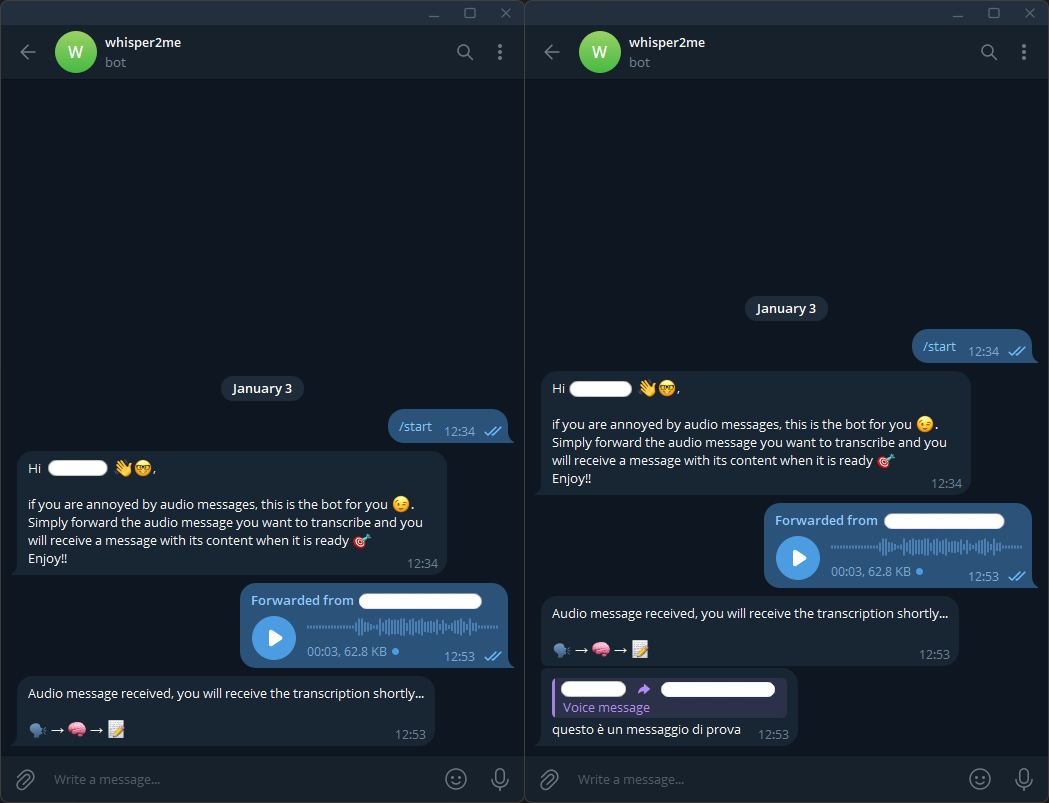 whisper2me
bot
January 3
/start 12:34
Hi 👋🤓,
if you are annoyed by audio messages, this is the bot for you 😉.
Simply forward the audio message you want to transcribe and you
will receive a message with its content when it is ready 🎯
Enjoy!! 12:34
Forwarded from
00:03, 62.8 KB 12:53
Audio message received, you will receive the transcription shortly...
🗣️→🧠→📝 12:53
Write a message...
whisper2me
bot
January 3
/start 12:34
Hi 👋🤓,
if you are annoyed by audio messages, this is the bot for you 😉.
Simply forward the audio message you want to transcribe and you
will receive a message with its content when it is ready 🎯
Enjoy!! 12:34
Forwarded from
00:03, 62.8 KB 12:53
Audio message received, you will receive the transcription shortly...
🗣️→🧠→📝 12:53
Voice message
questo è un messaggio di prova 12:53
Write a message...
W
W